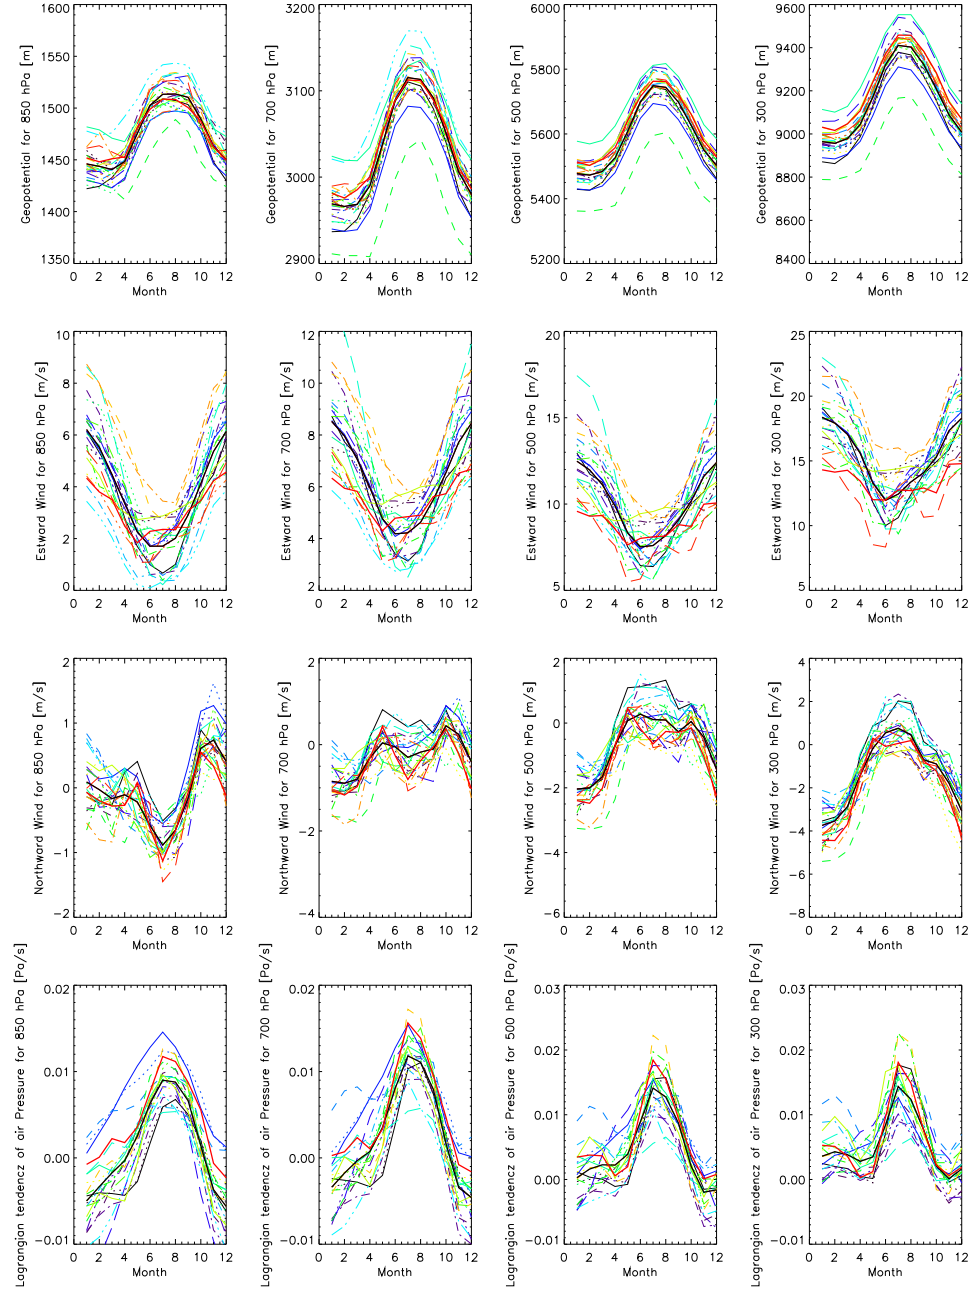 Geopotential for 850 hPa [m]
1600
1550
1500
1450
1400
1350
0 2 4 6 8 10 12
Month
Geopotential for 700 hPa [m]
3200
3100
3000
2900
0 2 4 6 8 10 12
Month
Geopotential for 500 hPa [m]
6000
5800
5600
5400
5200
0 2 4 6 8 10 12
Month
Geopotential for 300 hPa [m]
9600
9400
9200
9000
8800
8600
8400
0 2 4 6 8 10 12
Month
Estward Wind for 850 hPa [m/s]
10
8
6
4
2
0
0 2 4 6 8 10 12
Month
Estward Wind for 700 hPa [m/s]
12
10
8
6
4
2
0 2 4 6 8 10 12
Month
Estward Wind for 500 hPa [m/s]
20
15
10
5
0 2 4 6 8 10 12
Month
Estward Wind for 300 hPa [m/s]
25
20
15
10
5
0 2 4 6 8 10 12
Month
Northward Wind for 850 hPa [m/s]
2
1
0
−1
−2
0 2 4 6 8 10 12
Month
Northward Wind for 700 hPa [m/s]
2
0
−2
−4
0 2 4 6 8 10 12
Month
Northward Wind for 500 hPa [m/s]
2
0
−2
−4
−6
0 2 4 6 8 10 12
Month
Northward Wind for 300 hPa [m/s]
4
2
0
−2
−4
−6
−8
0 2 4 6 8 10 12
Month
Lagrangian tendencz of air Pressure for 850 hPa [Pa/s]
0.02
0.01
0.00
−0.01
0 2 4 6 8 10 12
Month
Lagrangian tendencz of air Pressure for 700 hPa [Pa/s]
0.02
0.01
0.00
−0.01
0 2 4 6 8 10 12
Month
Lagrangian tendencz of air Pressure for 500 hPa [Pa/s]
0.03
0.02
0.01
0.00
−0.01
0 2 4 6 8 10 12
Month
Lagrangian tendencz of air Pressure for 300 hPa [Pa/s]
0.03
0.02
0.01
0.00
−0.01
0 2 4 6 8 10 12
Month